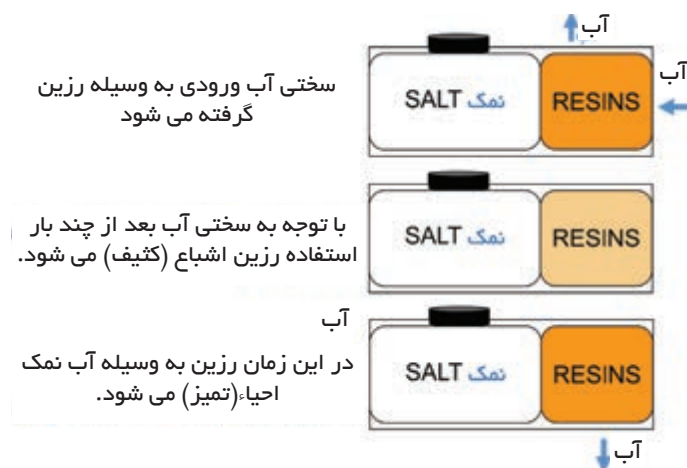 آب
آب
سختی آب ورودی به وسیله رزین
گرفته می شود
SALT نمک
RESINS
با توجه به سختی آب بعد از چند بار
استفاده رزین اشباع (کثیف) می شود.
SALT نمک
RESINS
آب
در این زمان رزین به وسیله آب نمک
احیاء(تمیز) می شود.
SALT نمک
RESINS
آب